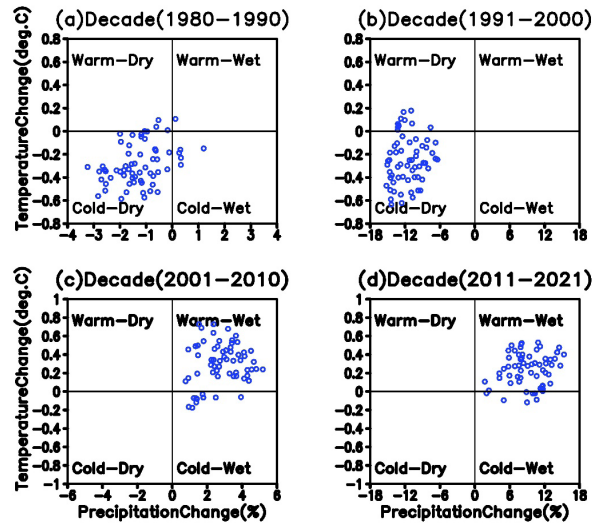 (a)Decade(1980−1990)
TemperatureChange(deg.C)
0.8
0.6
0.4
0.2
0
−0.2
−0.4
−0.6
−0.8
Warm−Dry Warm−Wet
Cold−Dry Cold−Wet
−4 −3 −2 −1 0 1 2 3 4
(b)Decade(1991−2000)
0.8
0.6
0.4
0.2
0
−0.2
−0.4
−0.6
−0.8
Warm−Dry Warm−Wet
Cold−Dry Cold−Wet
−18 −12 −6 0 6 12 18
(c)Decade(2001−2010)
TemperatureChange(deg.C)
1
0.8
0.6
0.4
0.2
0
−0.2
−0.4
−0.6
−0.8
−1
Warm−Dry Warm−Wet
Cold−Dry Cold−Wet
−6 −4 −2 0 2 4 6
PrecipitationChange(%)
(d)Decade(2011−2021)
1
0.8
0.6
0.4
0.2
0
−0.2
−0.4
−0.6
−0.8
−1
Warm−Dry Warm−Wet
Cold−Dry Cold−Wet
−18 −12 −6 0 6 12 18
PrecipitationChange(%)